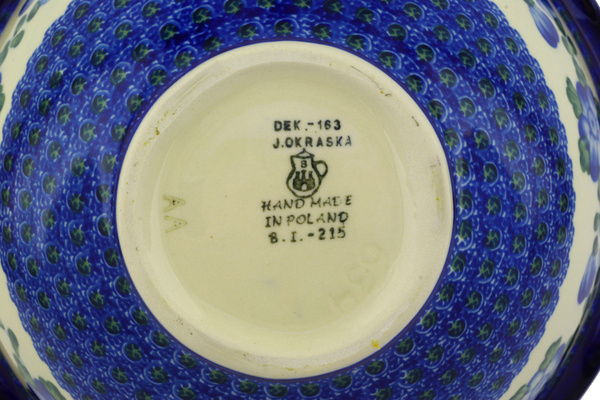 DEK.-163
J.OKRASKA
B
HAND MADE
IN POLAND
B.I.-215